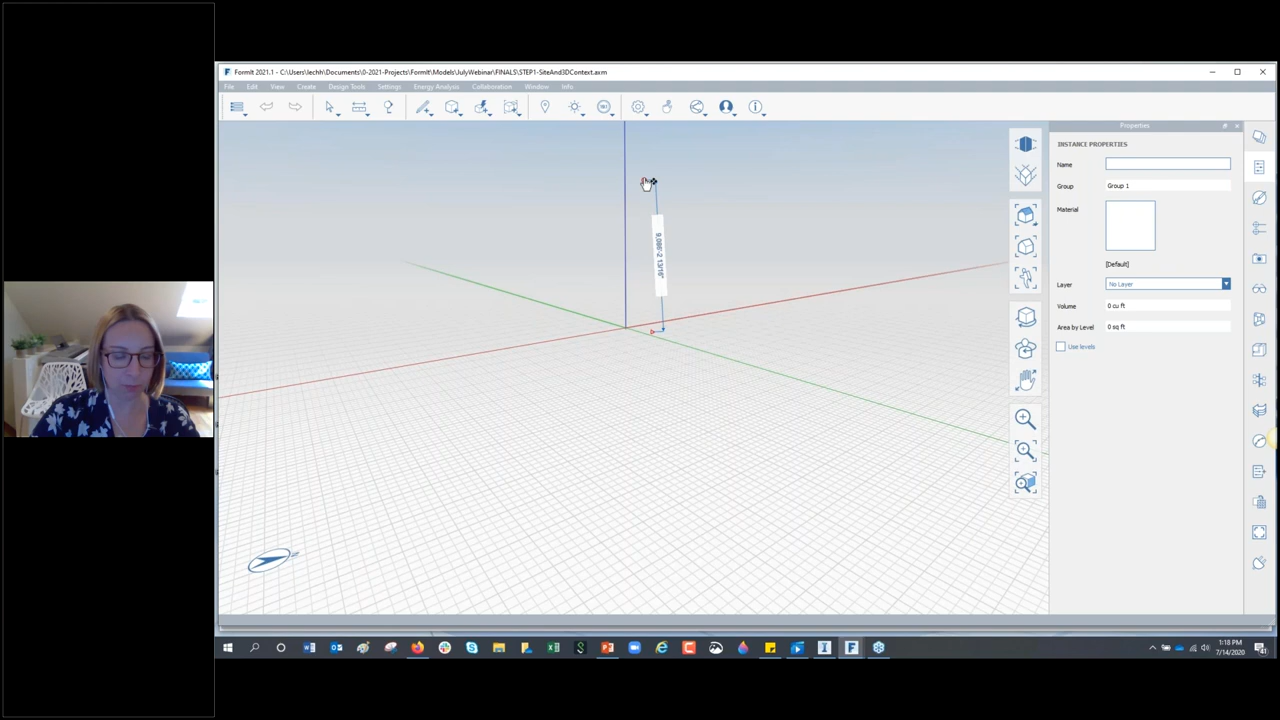 FormIt 2021.1 - C:\Users\lechh\Documents\0-2021-Projects\FormIt\Models\JulyWebinar\FINALS\STEP1-SiteAnd3DContext.axm
File Edit View Create Design Tools Settings Energy Analysis Collaboration Window Info
Properties
INSTANCE PROPERTIES
Name
Group Group 1
Material
[Default]
Layer No Layer
Volume 0 cu ft
Area by Level 0 sq ft
Use levels
1:18 PM
7/14/2020